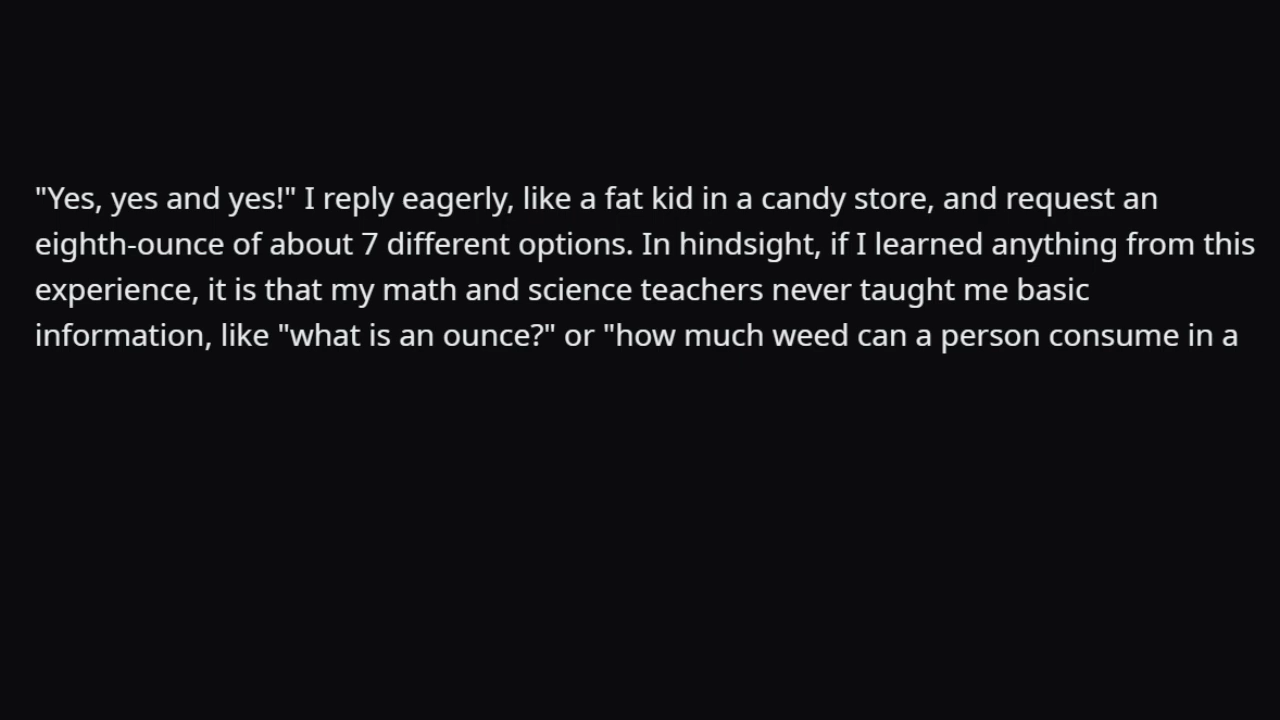 "Yes, yes and yes!" I reply eagerly, like a fat kid in a candy store, and request an
eighth-ounce of about 7 different options. In hindsight, if I learned anything from this
experience, it is that my math and science teachers never taught me basic
information, like "what is an ounce?" or "how much weed can a person consume in a